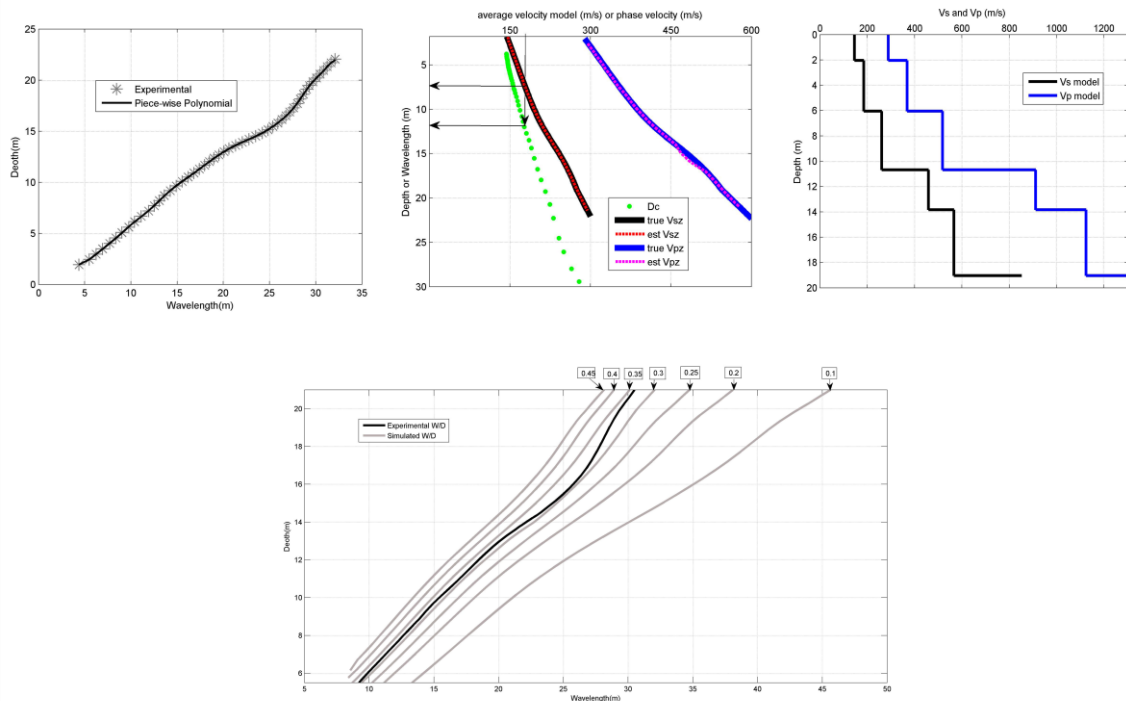 25
20
15
10
5
0
0 5 10 15 20 25 30 35
Deoth(m)
Wavelength(m)
Experimental
Piece-wise Polynomial
average velocity model (m/s) or phase velocity (m/s)
150 300 450 600
5
10
15
20
25
30
Depth or Wavelength (m)
Dc
true Vsz
est Vsz
true Vpz
est Vpz
Vs and Vp (m/s)
0 200 400 600 800 1000 1200
0
2
4
6
8
10
12
14
16
18
20
Depth (m)
Vs model
Vp model
0.45 0.4 0.35 0.3 0.25 0.2 0.1
Experimental W/D
Simulated W/D
20
18
16
14
12
10
8
6
Deoth(m)
5 10 15 20 25 30 35 40 45 50
Wavelength(m)